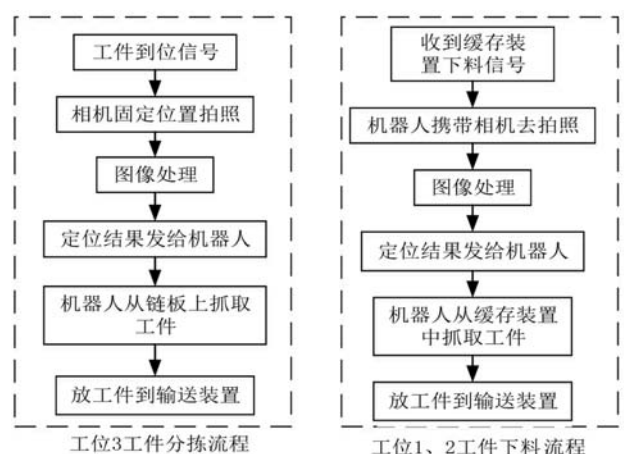 工件到位信号
相机固定位置拍照
图像处理
定位结果发给机器人
机器人从链板上抓取
工件
放工件到输送装置
工位3工件分拣流程
收到缓存装
置下料信号
机器人携带相机去拍照
图像处理
定位结果发给机器人
机器人从缓存装置
中抓取工件
放工件到输送装置
工位1、2工件下料流程